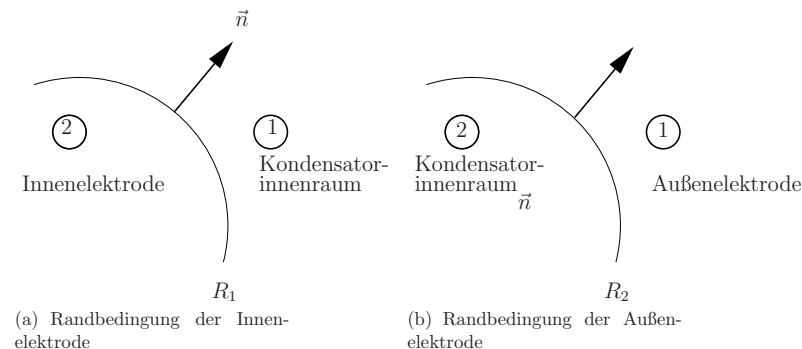 n⃗
2
1
Innenelektrode
Kondensator-
innenraum
R₁
(a) Randbedingung der Innen-
elektrode
2
1
Kondensator-
innenraum
n⃗
Außenelektrode
R₂
(b) Randbedingung der Außen-
elektrode